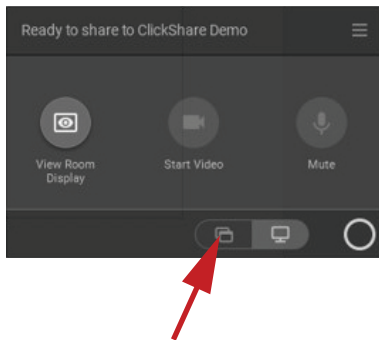 Ready to share to ClickShare Demo
View Room
Display
Start Video
Mute